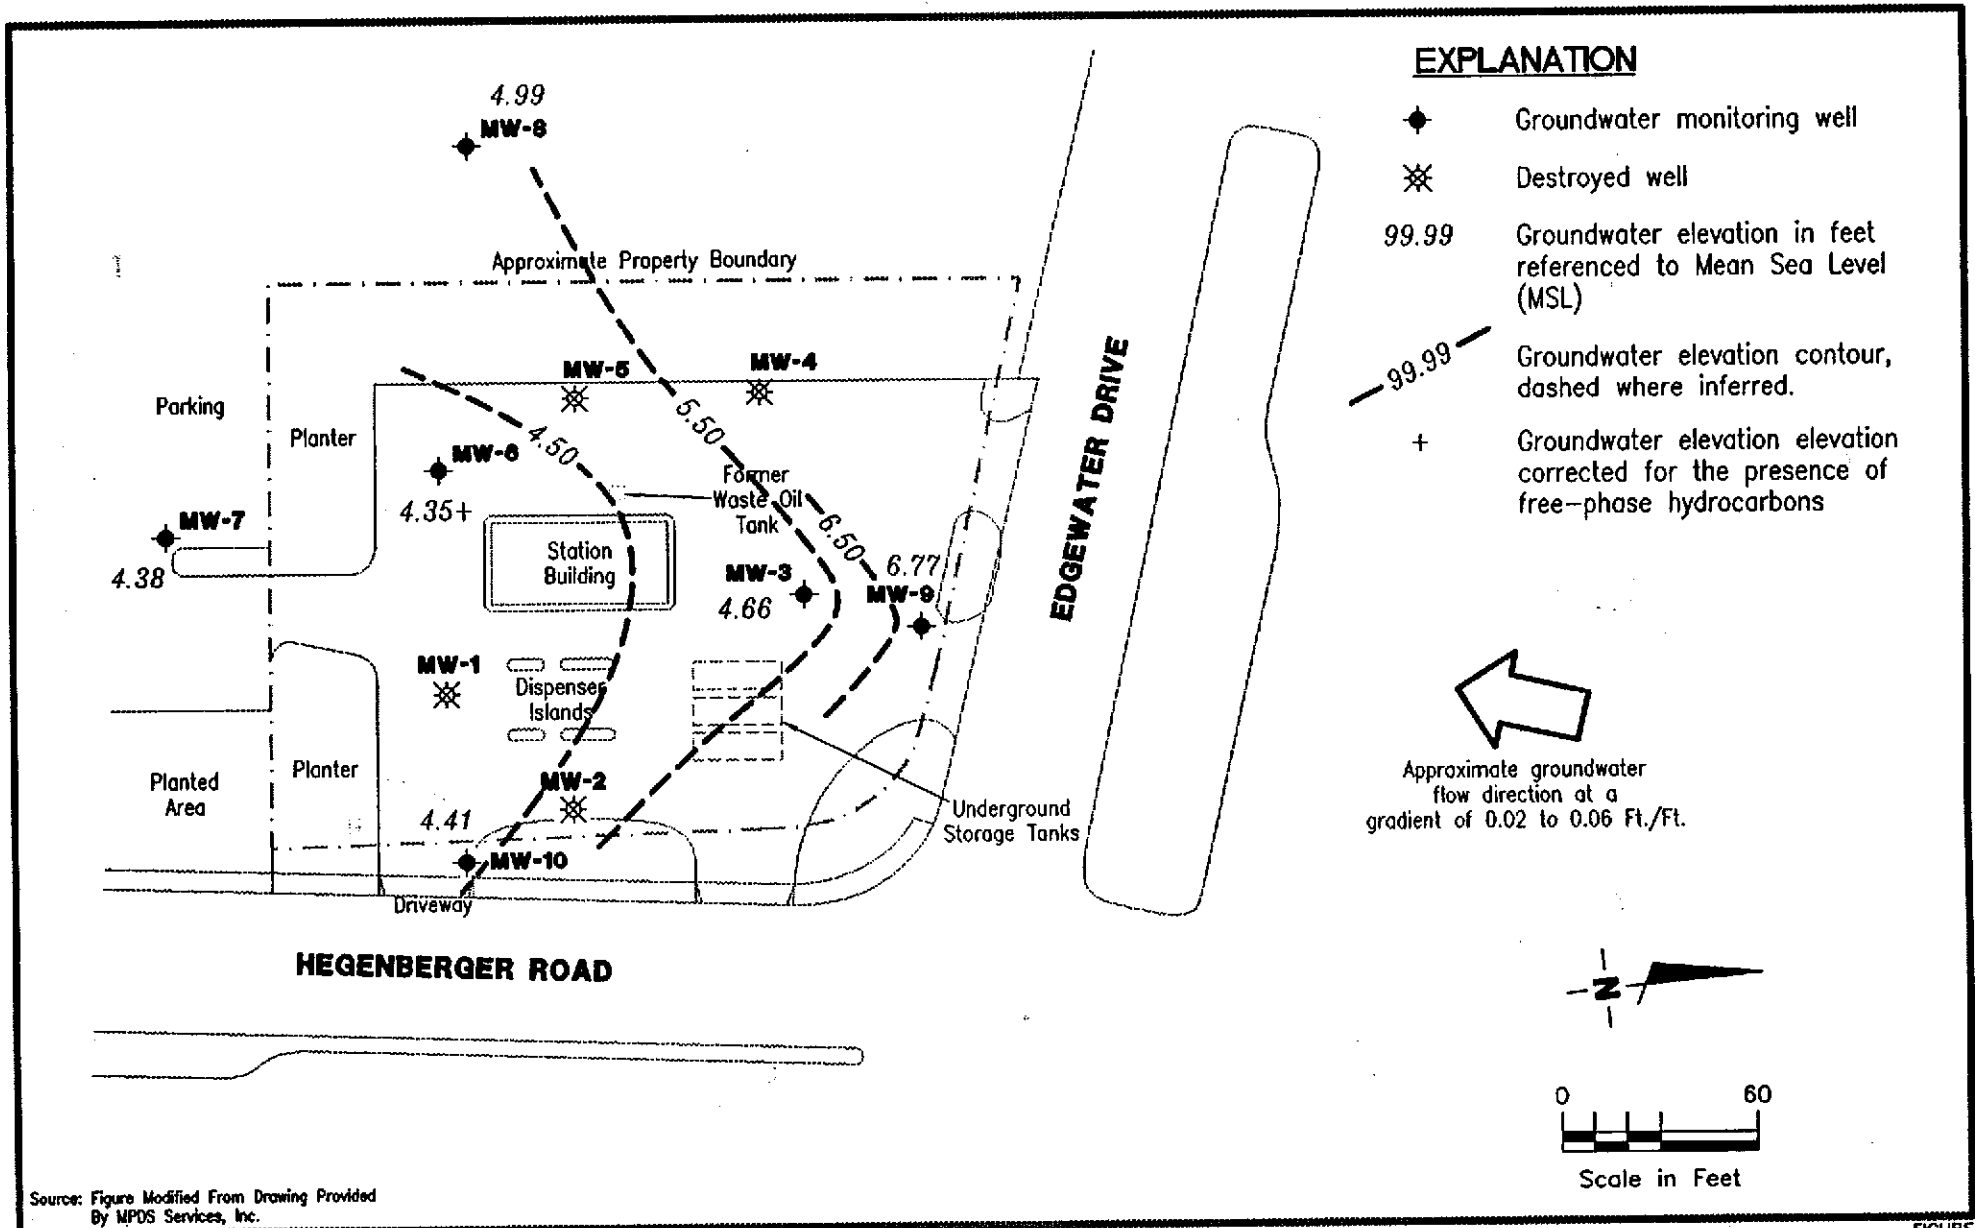 EXPLANATION
Groundwater monitoring well
Destroyed well
99.99
Groundwater elevation in feet
referenced to Mean Sea Level
(MSL)
99.99
Groundwater elevation contour,
dashed where inferred.
+
Groundwater elevation elevation
corrected for the presence of
free-phase hydrocarbons
4.99
MW-8
Approximate Property Boundary
MW-5
MW-4
Parking
Planter
4.50
5.50
MW-6
4.35+
Former
Waste Oil
Tank
6.50
MW-7
4.38
Station
Building
MW-3
4.66
6.77
MW-9
EDGEWATER DRIVE
MW-1
Dispenser
Islands
Planted
Area
Planter
MW-2
4.41
MW-10
Underground
Storage Tanks
Driveway
HEGENBERGER ROAD
Approximate groundwater
flow direction at a
gradient of 0.02 to 0.06 Ft./Ft.
N
0 60
Scale in Feet
Source: Figure Modified From Drawing Provided
By MPDS Services, Inc.
FIGURE